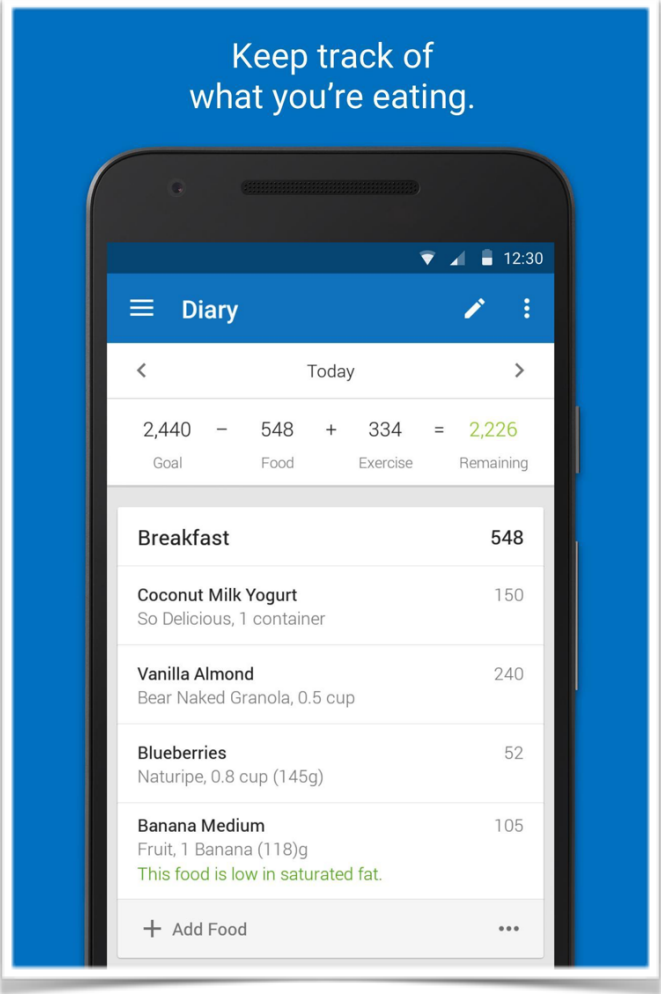 Keep track of
what you’re eating.
12:30
Diary
Today
2,440 – 548 + 334 = 2,226
Goal Food Exercise Remaining
Breakfast 548
Coconut Milk Yogurt 150
So Delicious, 1 container
Vanilla Almond 240
Bear Naked Granola, 0.5 cup
Blueberries 52
Naturipe, 0.8 cup (145g)
Banana Medium 105
Fruit, 1 Banana (118)g
This food is low in saturated fat.
+ Add Food